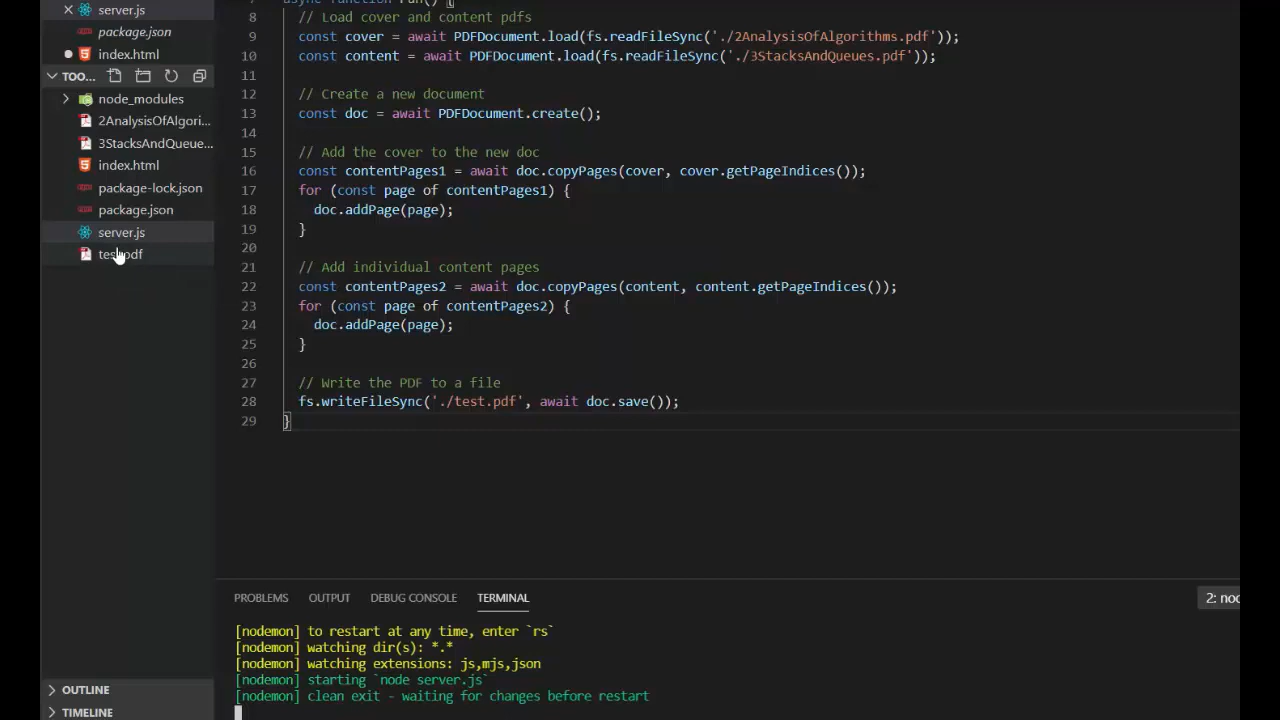 server.js
package.json
index.html
TOO...
node_modules
2AnalysisOfAlgori...
3StacksAndQueue...
index.html
package-lock.json
package.json
server.js
test.pdf
OUTLINE
TIMELINE
8 // Load cover and content pdfs
9 const cover = await PDFDocument.load(fs.readFileSync('./2AnalysisOfAlgorithms.pdf'));
10 const content = await PDFDocument.load(fs.readFileSync('./3StacksAndQueues.pdf'));
11
12 // Create a new document
13 const doc = await PDFDocument.create();
14
15 // Add the cover to the new doc
16 const contentPages1 = await doc.copyPages(cover, cover.getPageIndices());
17 for (const page of contentPages1) {
18 doc.addPage(page);
19 }
20
21 // Add individual content pages
22 const contentPages2 = await doc.copyPages(content, content.getPageIndices());
23 for (const page of contentPages2) {
24 doc.addPage(page);
25 }
26
27 // Write the PDF to a file
28 fs.writeFileSync('./test.pdf', await doc.save());
29 }
PROBLEMS OUTPUT DEBUG CONSOLE TERMINAL 2: noc
[nodemon] to restart at any time, enter `rs`
[nodemon] watching dir(s): *.*
[nodemon] watching extensions: js,mjs,json
[nodemon] starting `node server.js`
[nodemon] clean exit - waiting for changes before restart